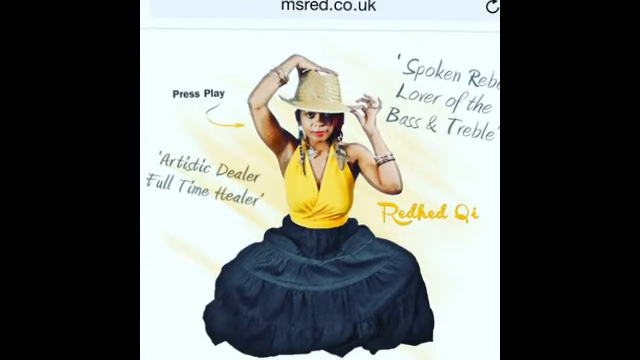 msred.co.uk
'Spoken Rebe
Lover of the
Bass & Treble'
Press Play
'Artistic Dealer
Full Time Healer'
Redhed Qi